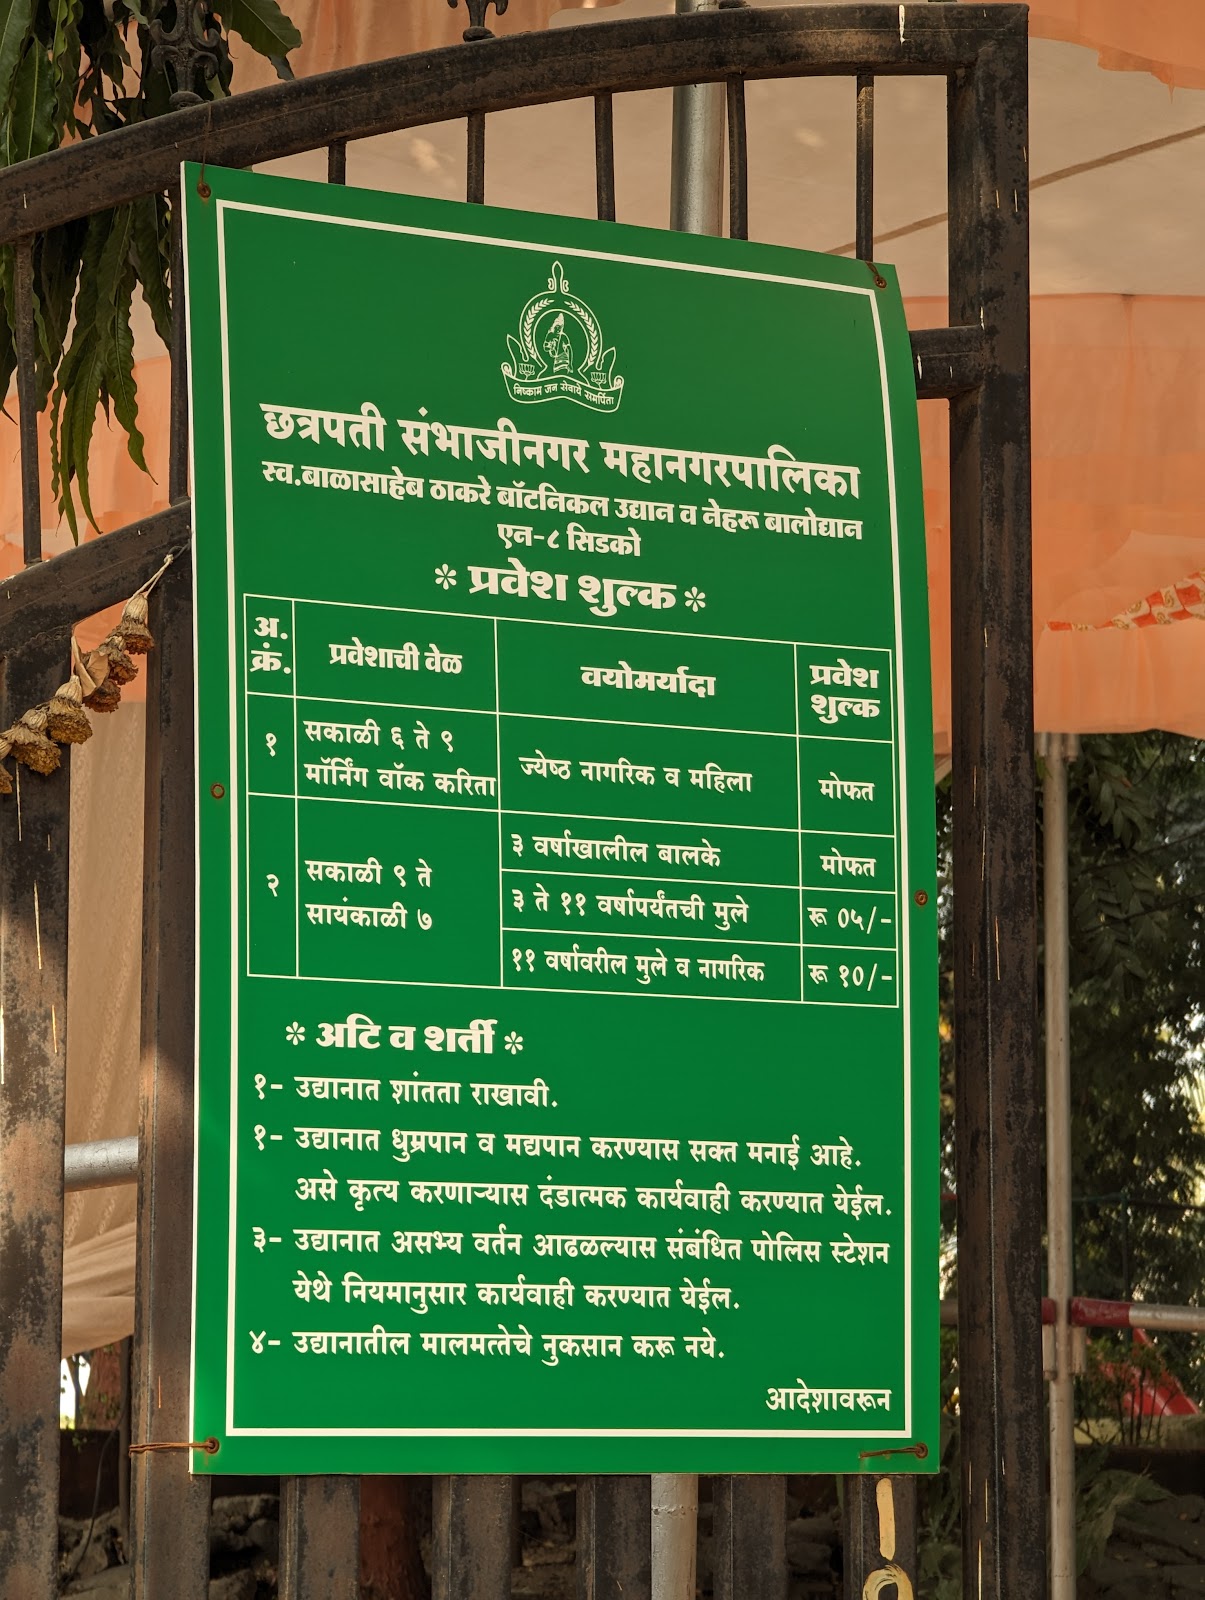 निष्काम जन सेवाये समर्पिता
छत्रपती संभाजीनगर महानगरपालिका
स्व.बाळासाहेब ठाकरे बॉटनिकल उद्यान व नेहरू बालोद्यान
एन-८ सिडको
* प्रवेश शुल्क *
अ. क्रं. प्रवेशाची वेळ वयोमर्यादा प्रवेश शुल्क
१ सकाळी ६ ते ९ मॉर्निंग वॉक करिता ज्येष्ठ नागरिक व महिला मोफत
२ सकाळी ९ ते सायंकाळी ७ ३ वर्षाखालील बालके मोफत
३ ते ११ वर्षापर्यंतची मुले रू ०५/-
११ वर्षावरील मुले व नागरिक रू १०/-
* अटि व शर्ती *
१- उद्यानात शांतता राखावी.
१- उद्यानात धुम्रपान व मद्यपान करण्यास सक्त मनाई आहे.
असे कृत्य करणाऱ्यास दंडात्मक कार्यवाही करण्यात येईल.
३- उद्यानात असभ्य वर्तन आढळल्यास संबंधित पोलिस स्टेशन
येथे नियमानुसार कार्यवाही करण्यात येईल.
४- उद्यानातील मालमत्तेचे नुकसान करू नये.
आदेशावरून